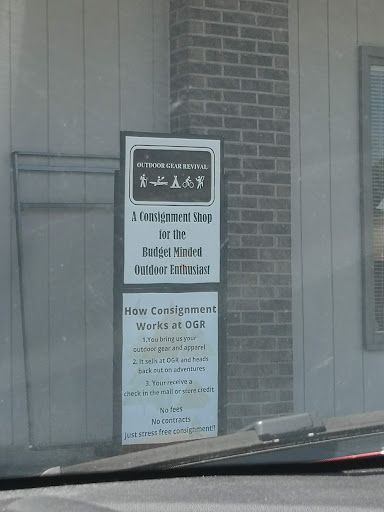 OUTDOOR GEAR REVIVAL
A Consignment Shop
for the
Budget Minded
Outdoor Enthusiast
How Consignment
Works at OGR
1.You bring us your
outdoor gear and apparel
2. It sells at OGR and heads
back out on adventures
3. Your receive a
check in the mail or store credit
No fees
No contracts
Just stress free consignment!!